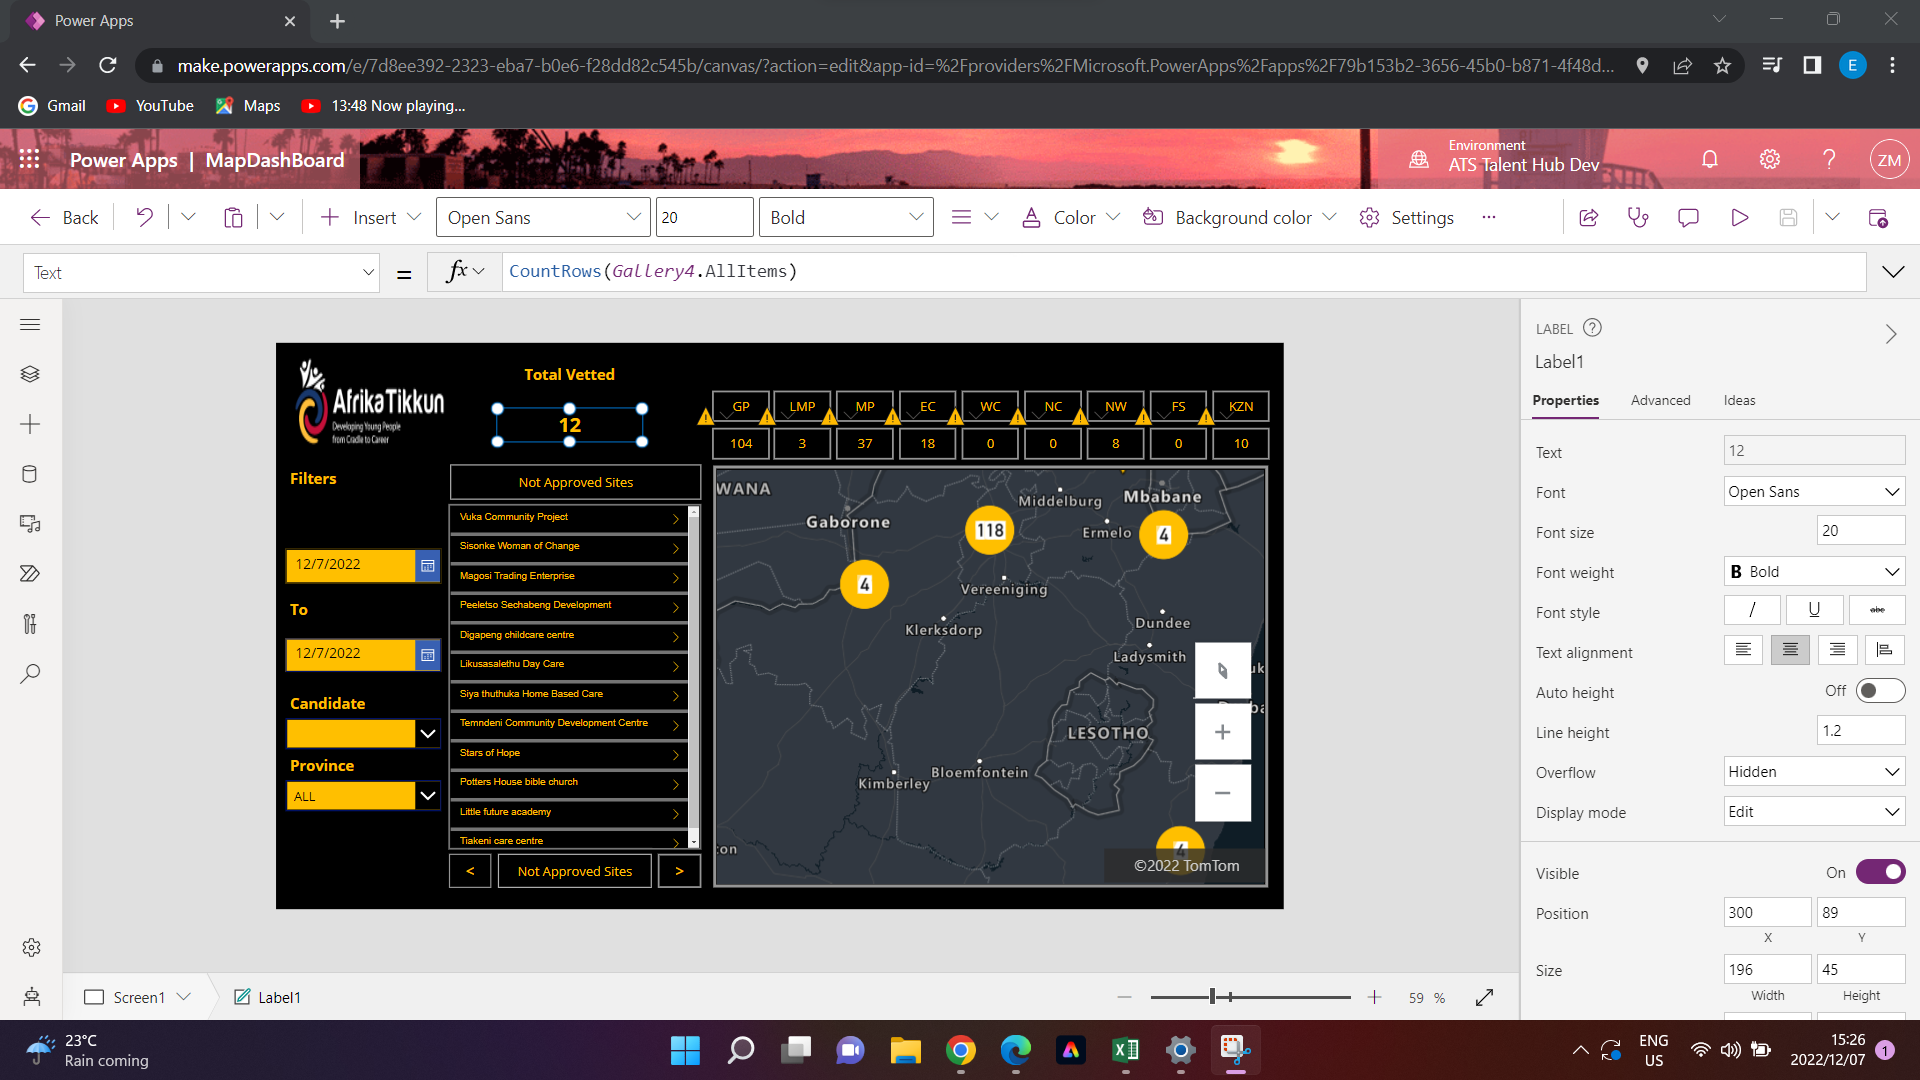 Power Apps
make.powerapps.com/e/7d8ee392-2323-eba7-b0e6-f28dd82c545b/canvas/?action=edit&app-id=%2Fproviders%2FMicrosoft.PowerApps%2Fapps%2F79b153b2-3656-45b0-b871-4f48d...
E
Gmail
YouTube
Maps
13:48 Now playing...
Power Apps | MapDashBoard
Environment
ATS Talent Hub Dev
ZM
Back
Insert
Open Sans
20
Bold
Color
Background color
Settings
Text
=
fx
CountRows(Gallery4.AllItems)
AfrikaTikkun
Developing Young People
from Cradle to Career
Total Vetted
12
GP LMP MP EC WC NC NW FS KZN
104 3 37 18 0 0 8 0 10
Filters
12/7/2022
To
12/7/2022
Candidate
Province
ALL
Not Approved Sites
Vuka Community Project
Sisonke Woman of Change
Magosi Trading Enterprise
Peeletso Sechabeng Development
Digapeng childcare centre
Likusasalethu Day Care
Siya thuthuka Home Based Care
Temndeni Community Development Centre
Stars of Hope
Potters House bible church
Little future academy
Tiakeni care centre
<
Not Approved Sites
>
WANA
Gaborone
Middelburg
Mbabane
118
Ermelo
4
4
Vereeniging
Klerksdorp
Dundee
Ladysmith
LESOTHO
Bloemfontein
Kimberley
ton
4
©2022 TomTom
LABEL
Label1
Properties
Advanced
Ideas
Text
12
Font
Open Sans
Font size
20
Font weight
B Bold
Font style
/
U
abc
Text alignment
Auto height
Off
Line height
1.2
Overflow
Hidden
Display mode
Edit
Visible
On
Position
300
89
X
Y
Size
196
45
Width
Height
Screen1
Label1
59 %
23°C
Rain coming
ENG
US
15:26
2022/12/07
1